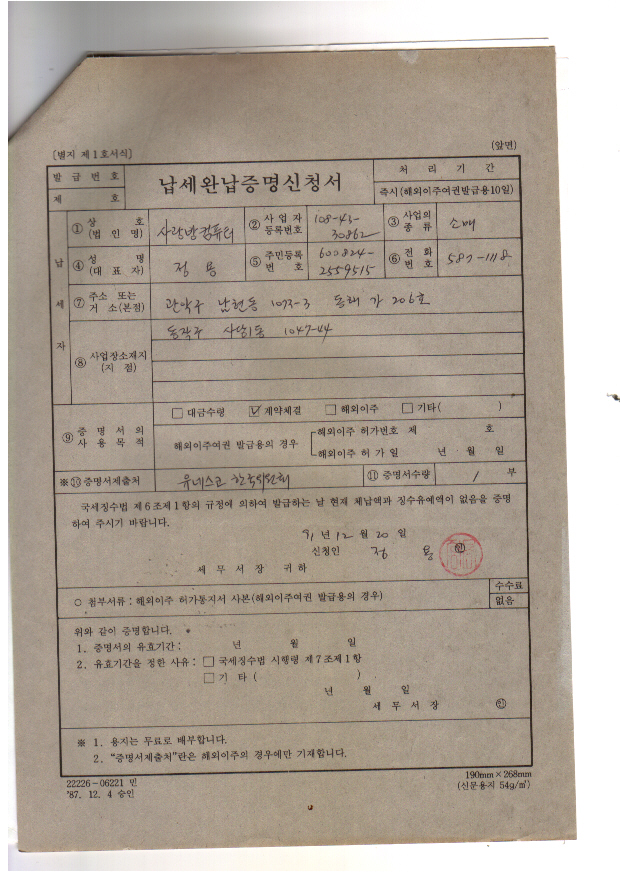 [별지 제1호서식]
(앞면)
발급번호
제 호
납세완납증명신청서
처리기간
즉시(해외이주여권발급용10일)
납세자
① 상호(법인명)
사랑방컴퓨터
② 사업자등록번호
108-43-30862
③ 사업의종류
소매
④ 성명(대표자)
정용
⑤ 주민등록번호
600824-2559515
⑥ 전화번호
587-1118
⑦ 주소 또는 거소(본점)
관악구 남현동 1073-3 가 206호
⑧ 사업장소재지(지점)
동작구 사당1동 1047-44
⑨ 증명서의 사용목적
□ 대금수령 ☑ 계약체결 □ 해외이주 □ 기타( )
해외이주여권 발급용의 경우
해외이주 허가번호 제 호
해외이주 허가일 년 월 일
※⑩ 증명서제출처
유네스코 한국위원회
⑪ 증명서수량
1 부
국세징수법 제6조제1항의 규정에 의하여 발급하는 날 현재 체납액과 징수유예액이 없음을 증명
하여 주시기 바랍니다.
91년 12월 20일
신청인 정용 ㊞
세무서장 귀하
○ 첨부서류 : 해외이주 허가통지서 사본(해외이주여권 발급용의 경우)
수수료
없음
위와 같이 증명합니다.
1. 증명서의 유효기간 : 년 월 일
2. 유효기간을 정한 사유 : □ 국세징수법 시행령 제7조제1항
□ 기타 ( )
년 월 일
세무서장 ㊞
※ 1. 용지는 무료로 배부합니다.
2. “증명서제출처”란은 해외이주의 경우에만 기재합니다.
22226-06221 민
'87. 12. 4 승인
190mm×268mm
(신문용지 54g/㎡)